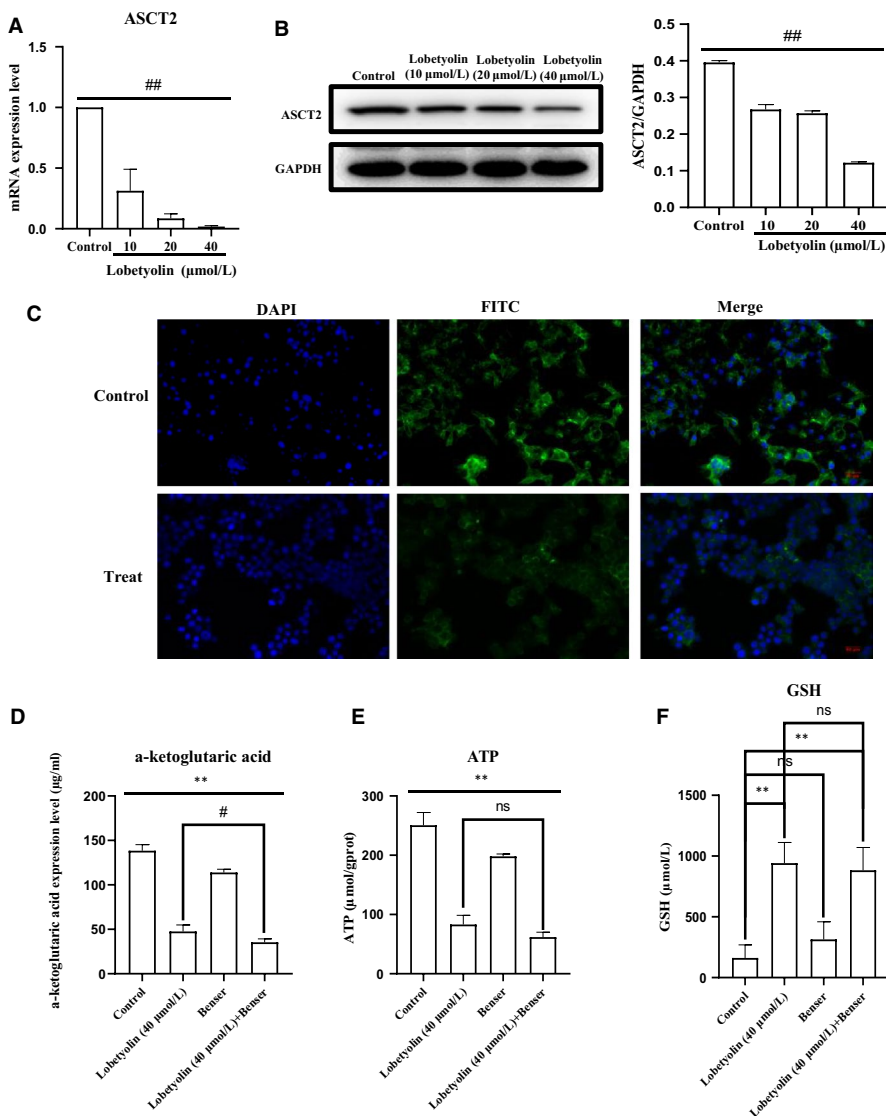 A
ASCT2
mRNA expression level
1.5
1.0
0.5
0.0
##
Control
10
20
40
Lobetyolin (µmol/L)
B
Control
Lobetyolin
(10 µmol/L)
Lobetyolin
(20 µmol/L)
Lobetyolin
(40 µmol/L)
ASCT2
GAPDH
ASCT2/GAPDH
0.5
0.4
0.3
0.2
0.1
0.0
##
Control
10
20
40
Lobetyolin (µmol/L)
C
DAPI
FITC
Merge
Control
Treat
D
a-ketoglutaric acid
a-ketoglutaric acid expression level (µg/ml)
200
150
100
50
0
**
#
Control
Lobetyolin (40 µmol/L)
Benser
Lobetyolin (40 µmol/L)+Benser
E
ATP
ATP (µ mol/gprot)
300
200
100
0
**
ns
Control
Lobetyolin (40 µmol/L)
Benser
Lobetyolin (40 µmol/L)+Benser
F
GSH
GSH (µmol/L)
1500
1000
500
0
ns
**
ns
**
Control
Lobetyolin (40 µmol/L)
Benser
Lobetyolin (40 µmol/L)+Benser